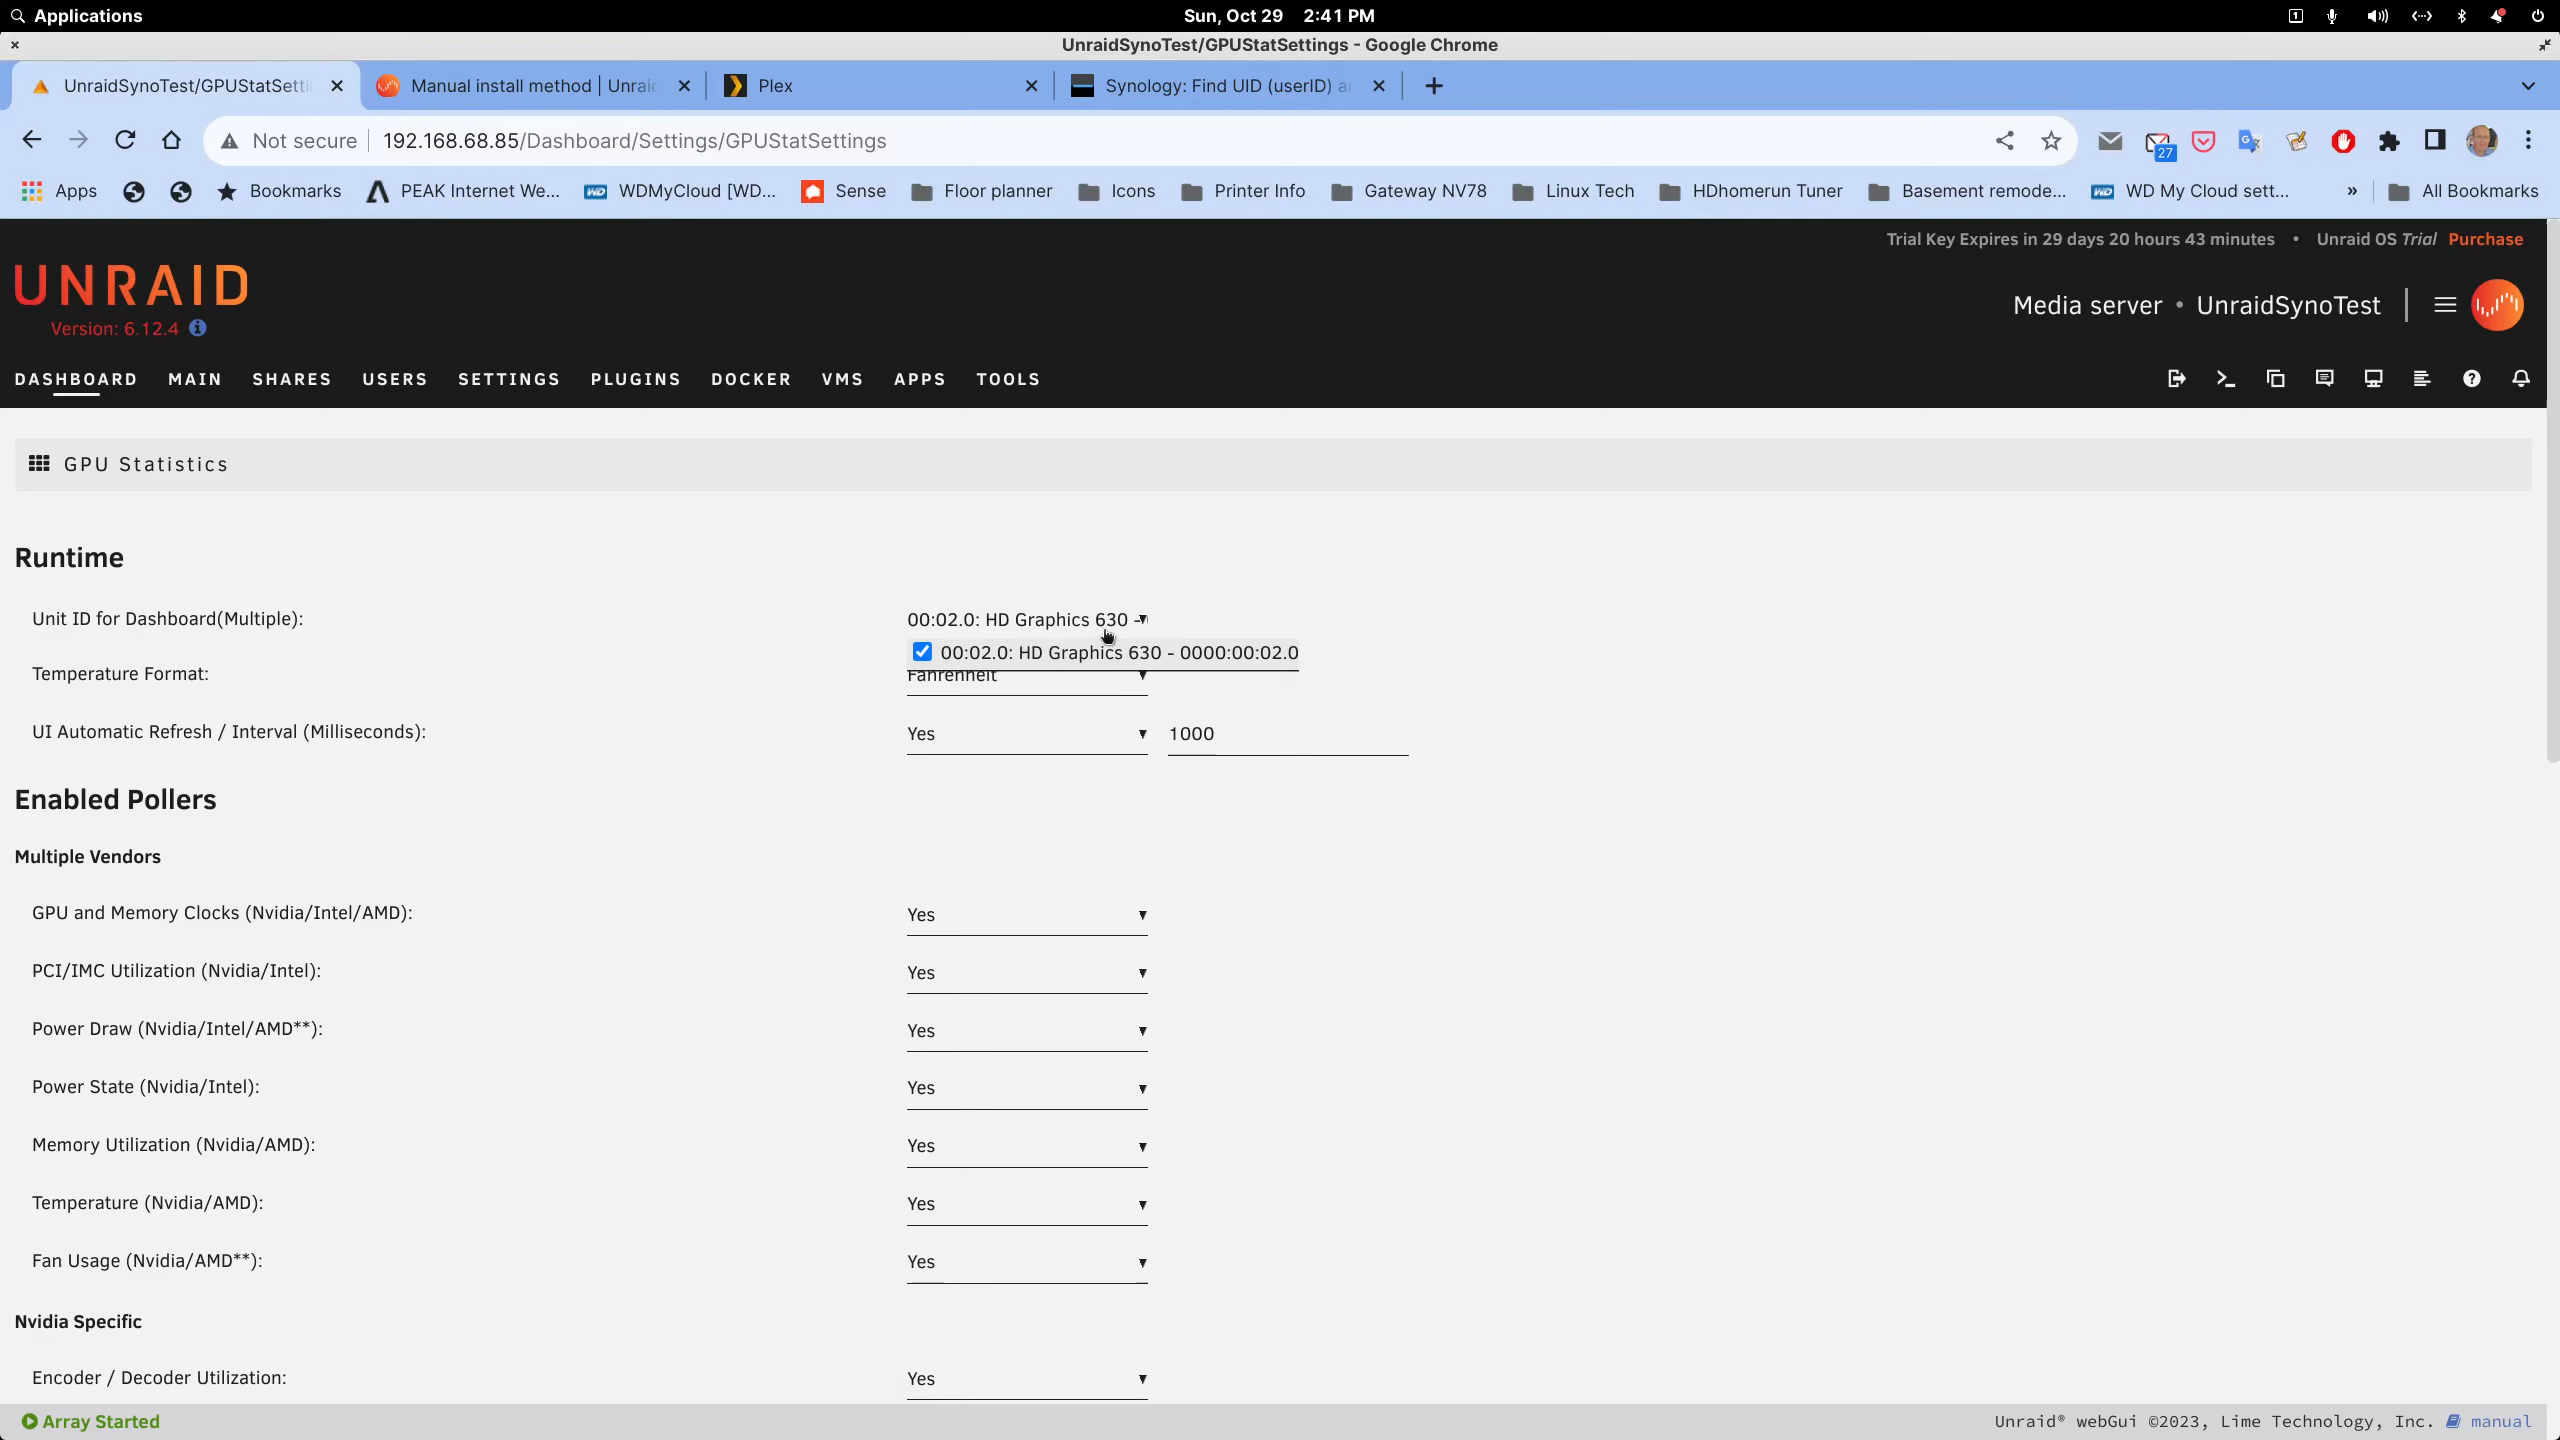 Applications
Sun, Oct 29 2:41 PM
1
UnraidSynoTest/GPUStatSettings - Google Chrome
UnraidSynoTest/GPUStatSetti
Manual install method | Unraid
Plex
Synology: Find UID (userID) a
Not secure 192.168.68.85/Dashboard/Settings/GPUStatSettings
27
Apps
Bookmarks
PEAK Internet We...
WDMyCloud [WD...
Sense
Floor planner
Icons
Printer Info
Gateway NV78
Linux Tech
HDhomerun Tuner
Basement remode...
WD My Cloud sett...
» All Bookmarks
Trial Key Expires in 29 days 20 hours 43 minutes • Unraid OS Trial Purchase
UNRAID
Version: 6.12.4
Media server • UnraidSynoTest
DASHBOARD MAIN SHARES USERS SETTINGS PLUGINS DOCKER VMS APPS TOOLS
GPU Statistics
Runtime
Unit ID for Dashboard(Multiple): 00:02.0: HD Graphics 630 -
00:02.0: HD Graphics 630 - 0000:00:02.0
Temperature Format: Fahrenheit
UI Automatic Refresh / Interval (Milliseconds): Yes 1000
Enabled Pollers
Multiple Vendors
GPU and Memory Clocks (Nvidia/Intel/AMD): Yes
PCI/IMC Utilization (Nvidia/Intel): Yes
Power Draw (Nvidia/Intel/AMD**): Yes
Power State (Nvidia/Intel): Yes
Memory Utilization (Nvidia/AMD): Yes
Temperature (Nvidia/AMD): Yes
Fan Usage (Nvidia/AMD**): Yes
Nvidia Specific
Encoder / Decoder Utilization: Yes
Array Started
Unraid® webGui ©2023, Lime Technology, Inc. manual